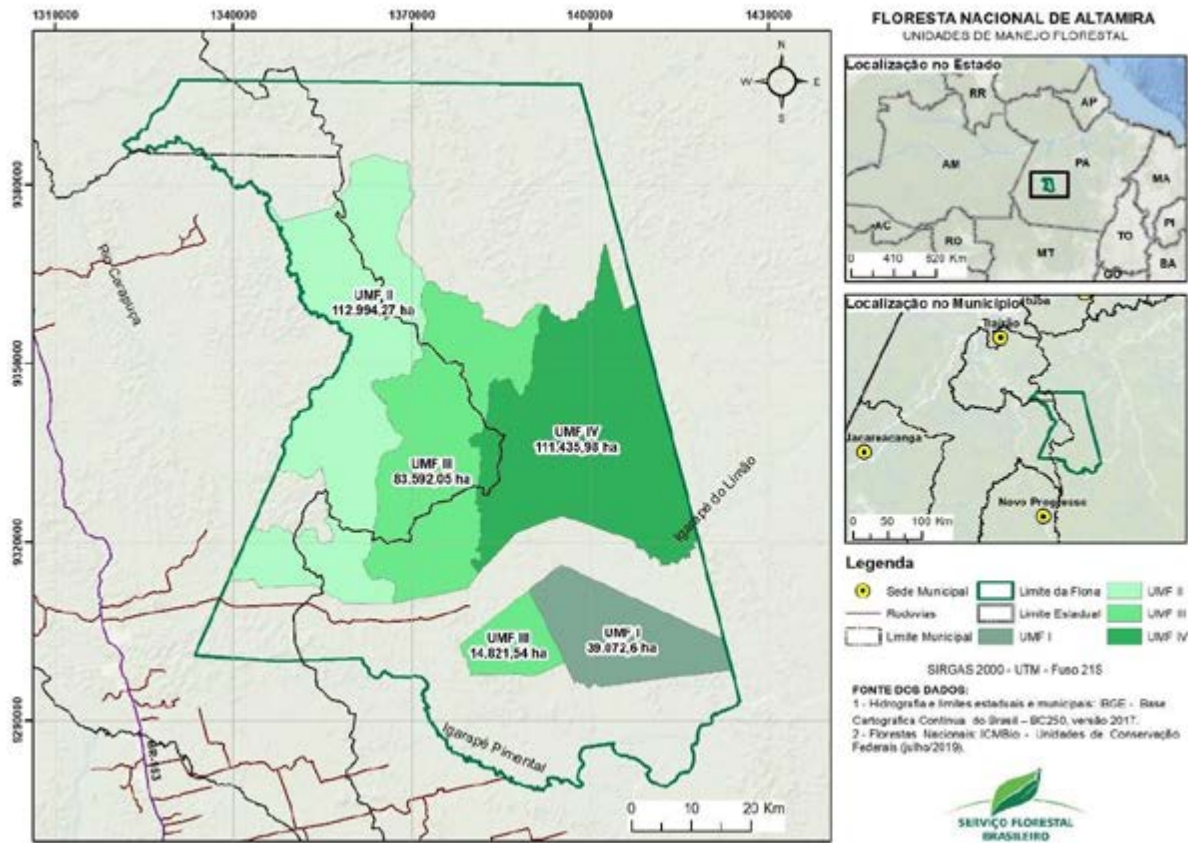 1310000 1340000 1370000 1400000 1430000
9380000
9350000
9320000
9290000
N
W E
S
Rio Carapuça
UMF II
112.994,27 ha
UMF III
83.592,05 ha
UMF IV
111.435,98 ha
Igarapé do Limão
UMF III
14.821,54 ha
UMF I
39.072,6 ha
Igarapé Pimental
BR-163
0 10 20 Km
FLORESTA NACIONAL DE ALTAMIRA
UNIDADES DE MANEJO FLORESTAL
Localização no Estado
RR
AP
AM
PA
MA
AC
RO
MT
TO
PI
GO
BA
0 410 820 Km
Localização no Município
Trairão
Jacareacanga
Novo Progresso
0 50 100 Km
Legenda
Sede Municipal
Rodovias
Limite Municipal
Limite da Flona
Limite Estadual
UMF I
UMF II
UMF III
UMF IV
SIRGAS 2000 - UTM - Fuso 21S
FONTE DOS DADOS:
1 - Hidrografia e limites estaduais e municipais: IBGE - Base
Cartográfica Contínua do Brasil – BC250, versão 2017.
2 - Florestas Nacionais: ICMBio - Unidades de Conservação
Federais (julho/2019).
SERVIÇO FLORESTAL
BRASILEIRO